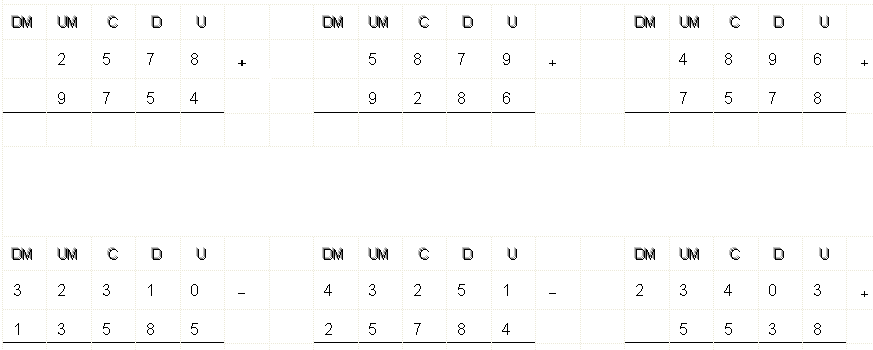 DM UM C D U DM UM C D U DM UM C D U
2 5 7 8 + 5 8 7 9 + 4 8 9 6 +
9 7 5 4 9 2 8 6 7 5 7 8
DM UM C D U DM UM C D U DM UM C D U
3 2 3 1 0 – 4 3 2 5 1 – 2 3 4 0 3 +
1 3 5 8 5 2 5 7 8 4 5 5 3 8